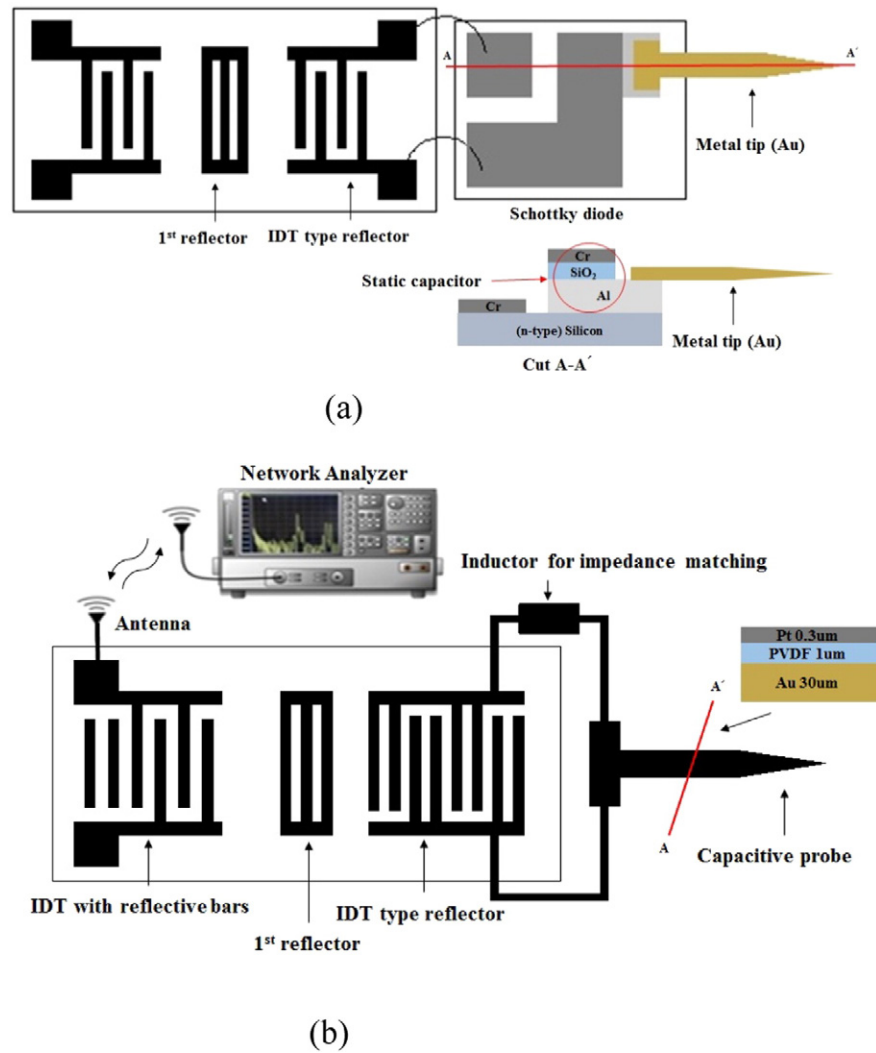 A
A´
Metal tip (Au)
Schottky diode
1st reflector
IDT type reflector
Cr
SiO2
Static capacitor
Al
Cr
(n-type) Silicon
Metal tip (Au)
Cut A-A´
(a)
Network Analyzer
Inductor for impedance matching
Antenna
Pt 0.3um
PVDF 1um
Au 30um
A´
A
Capacitive probe
IDT with reflective bars
IDT type reflector
1st reflector
(b)